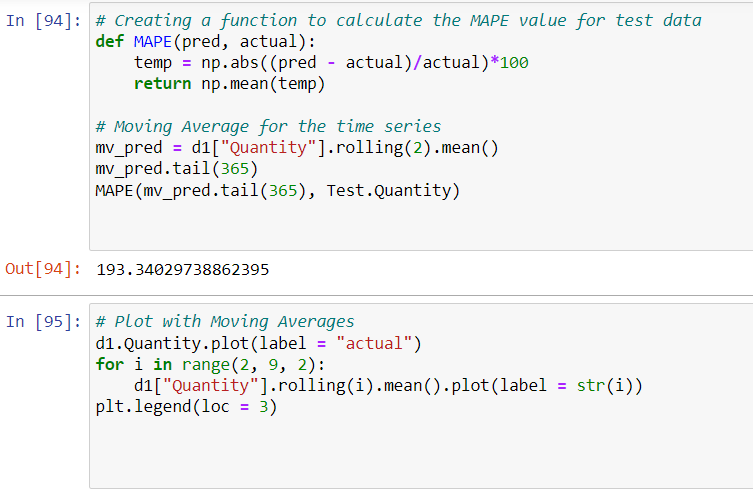 In [94]: # Creating a function to calculate the MAPE value for test data
def MAPE(pred, actual):
    temp = np.abs((pred - actual)/actual)*100
    return np.mean(temp)

# Moving Average for the time series
mv_pred = d1["Quantity"].rolling(2).mean()
mv_pred.tail(365)
MAPE(mv_pred.tail(365), Test.Quantity)
Out[94]: 193.34029738862395
In [95]: # Plot with Moving Averages
d1.Quantity.plot(label = "actual")
for i in range(2, 9, 2):
    d1["Quantity"].rolling(i).mean().plot(label = str(i))
plt.legend(loc = 3)